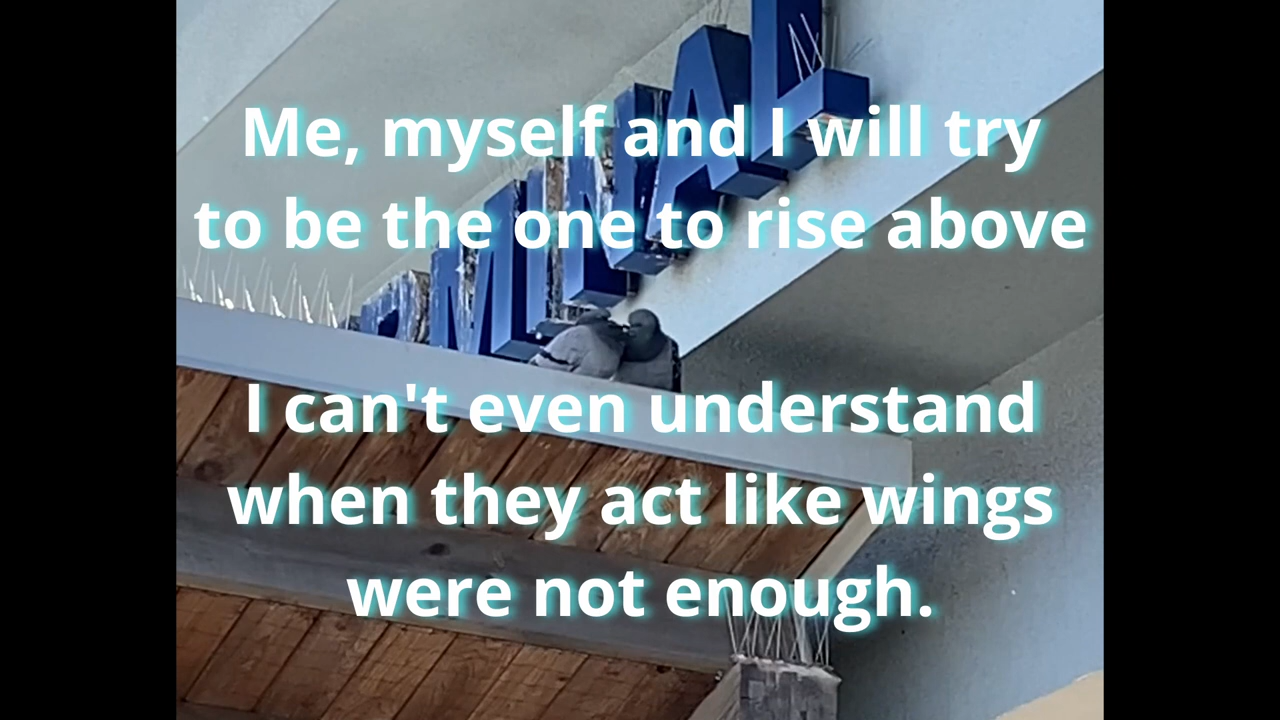 Me, myself and I will try
to be the one to rise above
I can't even understand
when they act like wings
were not enough.
RMINAL